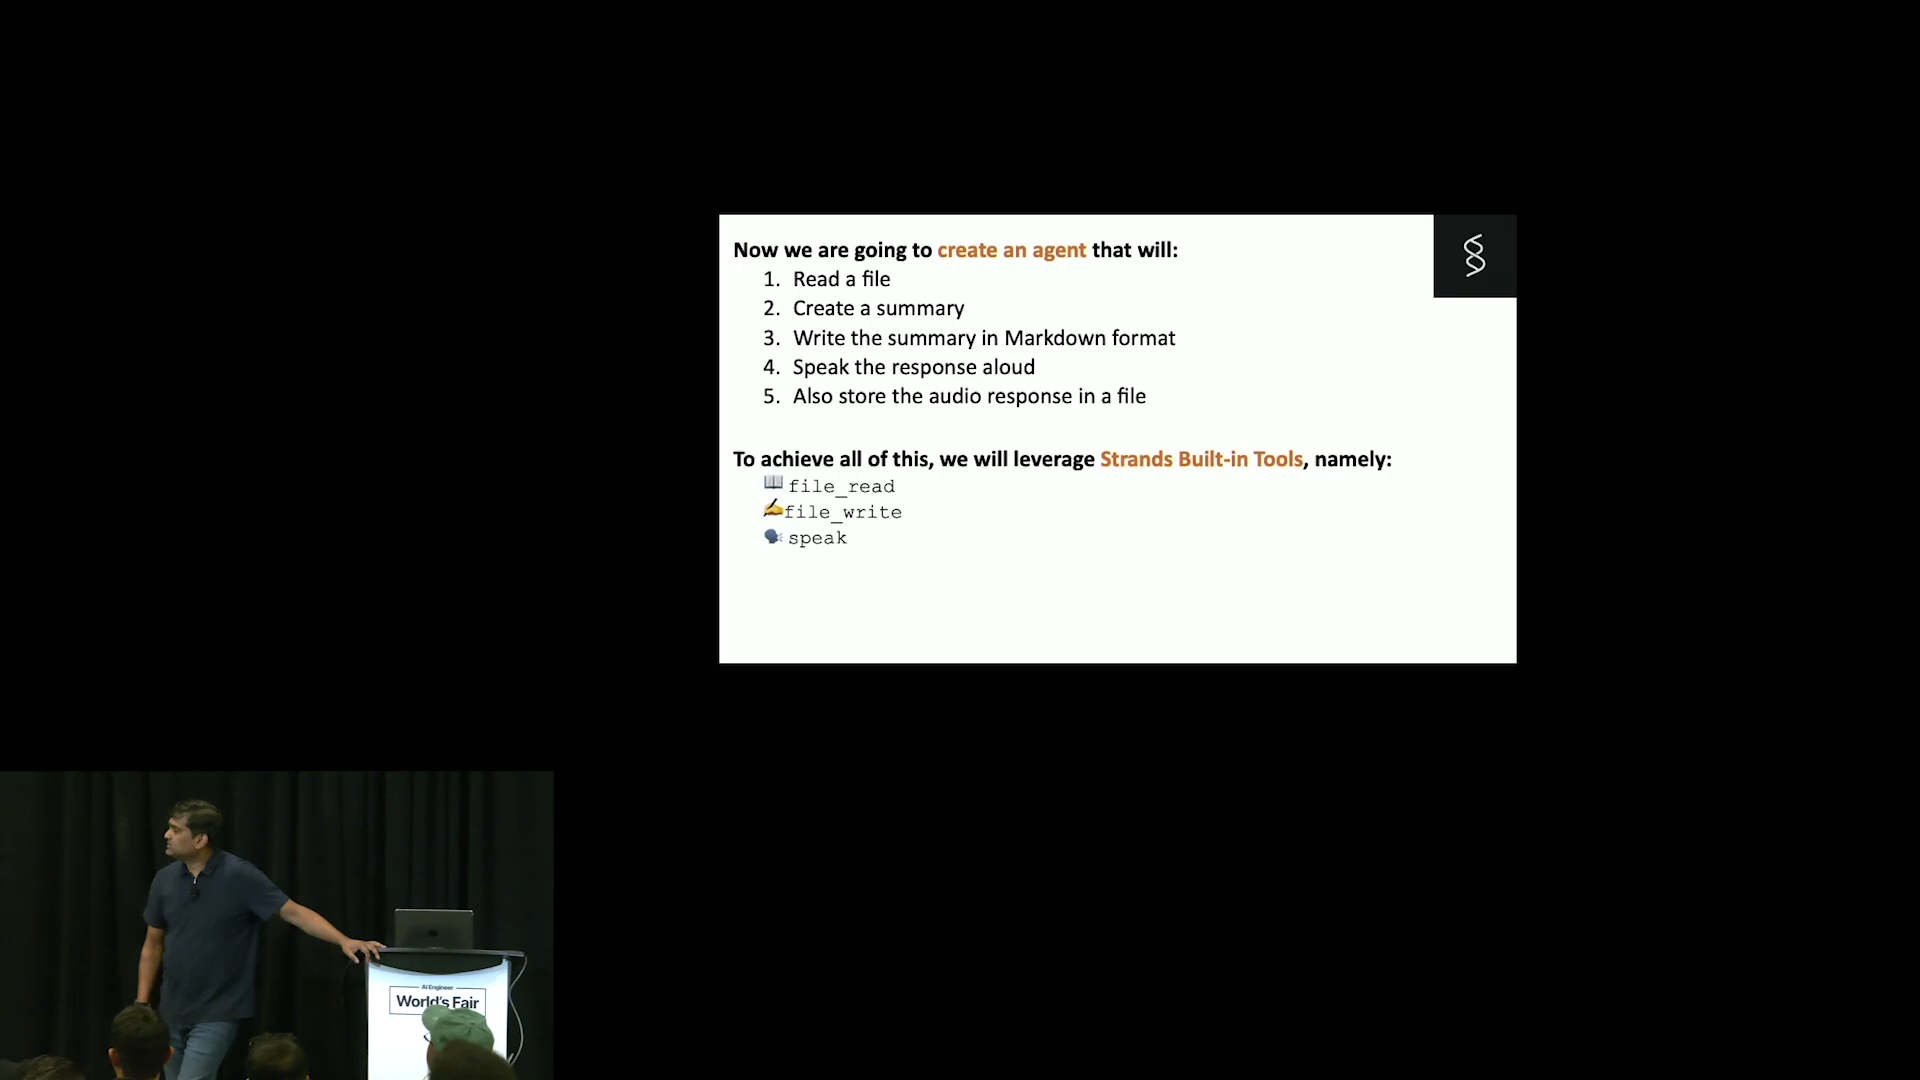 Now we are going to create an agent that will:
1. Read a file
2. Create a summary
3. Write the summary in Markdown format
4. Speak the response aloud
5. Also store the audio response in a file
To achieve all of this, we will leverage Strands Built-in Tools, namely:
file_read
file_write
speak
AI Engineer
World's Fair